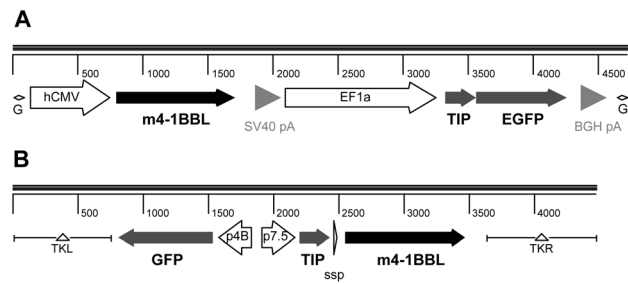 A
500 1000 1500 2000 2500 3000 3500 4000 4500
G hCMV m4-1BBL SV40 pA EF1a TIP EGFP BGH pA G
B
500 1000 1500 2000 2500 3000 3500 4000
TKL GFP p4B p7.5 TIP ssp m4-1BBL TKR